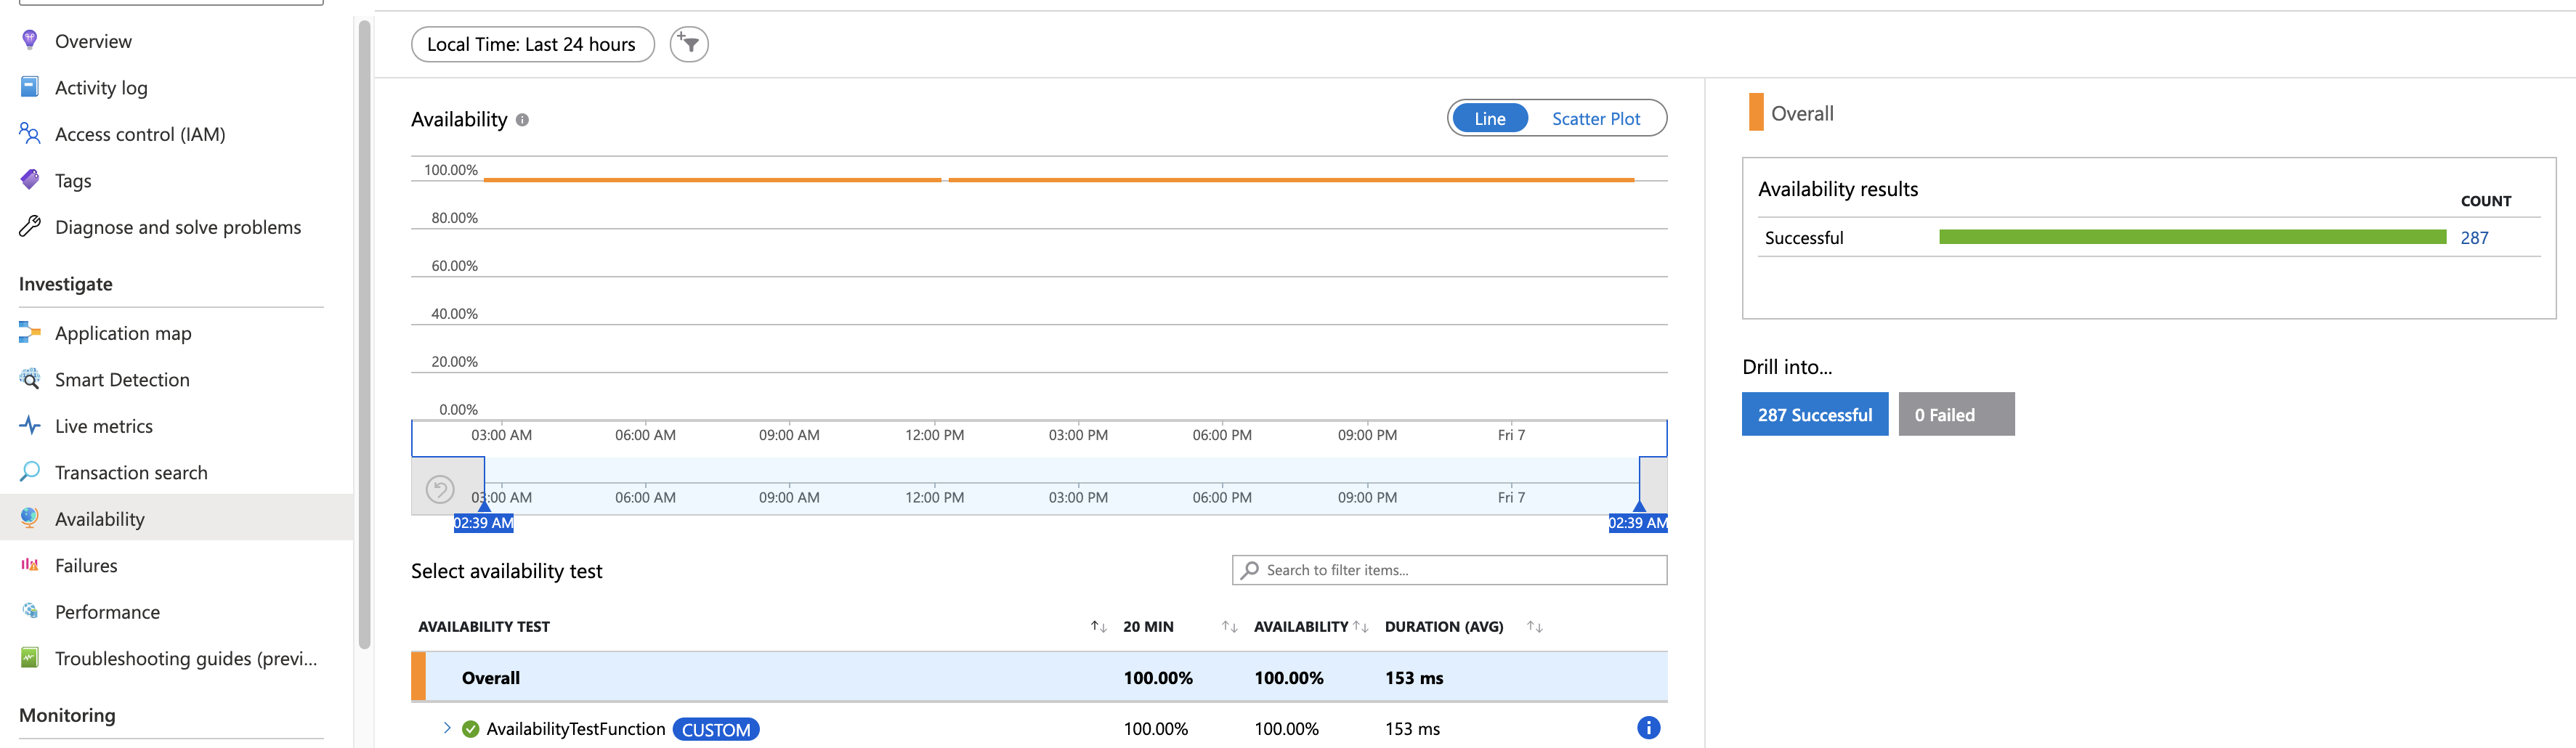 Overview
Activity log
Access control (IAM)
Tags
Diagnose and solve problems
Investigate
Application map
Smart Detection
Live metrics
Transaction search
Availability
Failures
Performance
Troubleshooting guides (previ...
Monitoring
Local Time: Last 24 hours
Availability
Line
Scatter Plot
100.00%
80.00%
60.00%
40.00%
20.00%
0.00%
03:00 AM 06:00 AM 09:00 AM 12:00 PM 03:00 PM 06:00 PM 09:00 PM Fri 7
03:00 AM 06:00 AM 09:00 AM 12:00 PM 03:00 PM 06:00 PM 09:00 PM Fri 7
02:39 AM 02:39 AM
Select availability test
Search to filter items...
AVAILABILITY TEST 20 MIN AVAILABILITY DURATION (AVG)
Overall 100.00% 100.00% 153 ms
AvailabilityTestFunction CUSTOM 100.00% 100.00% 153 ms
Overall
Availability results
COUNT
Successful 287
Drill into...
287 Successful 0 Failed